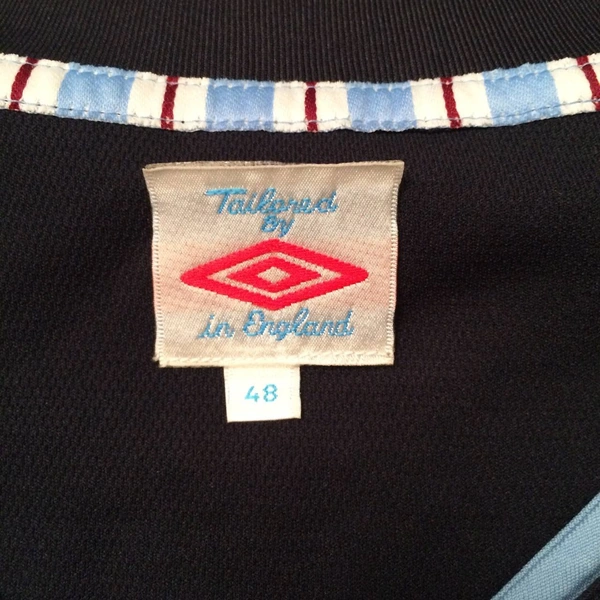 Tailored
By
in England
48